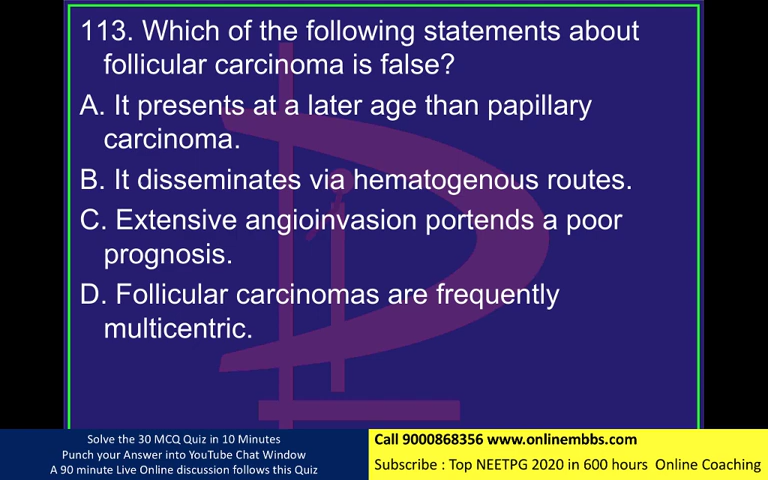 113. Which of the following statements about
follicular carcinoma is false?
A. It presents at a later age than papillary
carcinoma.
B. It disseminates via hematogenous routes.
C. Extensive angioinvasion portends a poor
prognosis.
D. Follicular carcinomas are frequently
multicentric.
Solve the 30 MCQ Quiz in 10 Minutes
Punch your Answer into YouTube Chat Window
A 90 minute Live Online discussion follows this Quiz
Call 9000868356 www.onlinembbs.com
Subscribe : Top NEETPG 2020 in 600 hours Online Coaching